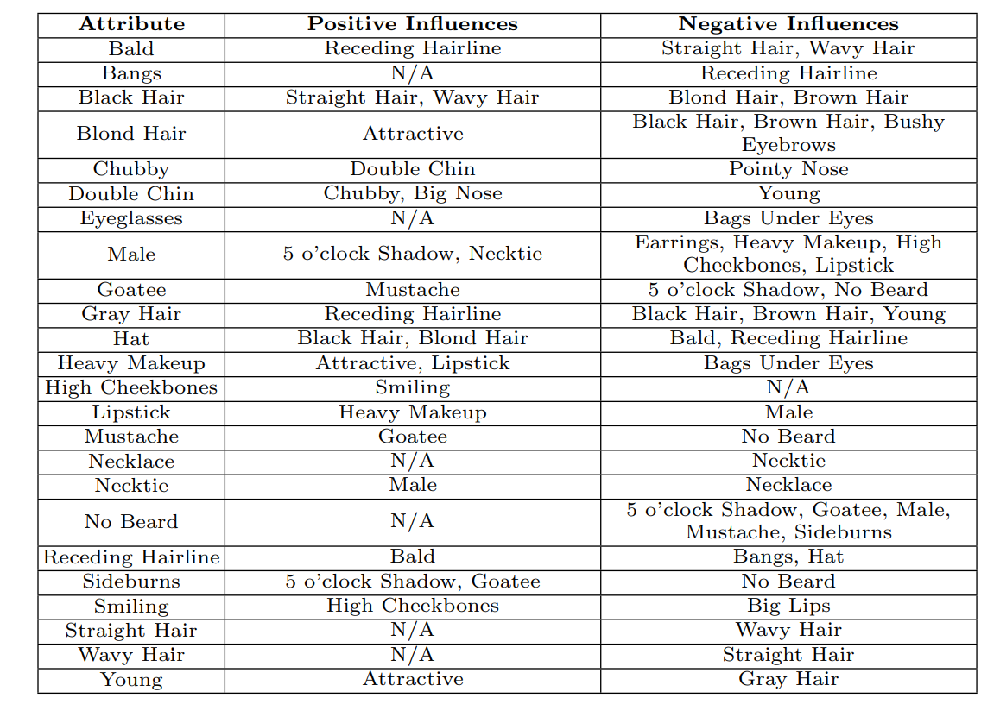 Attribute Positive Influences Negative Influences
Bald Receding Hairline Straight Hair, Wavy Hair
Bangs N/A Receding Hairline
Black Hair Straight Hair, Wavy Hair Blond Hair, Brown Hair
Blond Hair Attractive Black Hair, Brown Hair, Bushy
Eyebrows
Chubby Double Chin Pointy Nose
Double Chin Chubby, Big Nose Young
Eyeglasses N/A Bags Under Eyes
Male 5 o'clock Shadow, Necktie Earrings, Heavy Makeup, High
Cheekbones, Lipstick
Goatee Mustache 5 o'clock Shadow, No Beard
Gray Hair Receding Hairline Black Hair, Brown Hair, Young
Hat Black Hair, Blond Hair Bald, Receding Hairline
Heavy Makeup Attractive, Lipstick Bags Under Eyes
High Cheekbones Smiling N/A
Lipstick Heavy Makeup Male
Mustache Goatee No Beard
Necklace N/A Necktie
Necktie Male Necklace
No Beard N/A 5 o'clock Shadow, Goatee, Male,
Mustache, Sideburns
Receding Hairline Bald Bangs, Hat
Sideburns 5 o'clock Shadow, Goatee No Beard
Smiling High Cheekbones Big Lips
Straight Hair N/A Wavy Hair
Wavy Hair N/A Straight Hair
Young Attractive Gray Hair